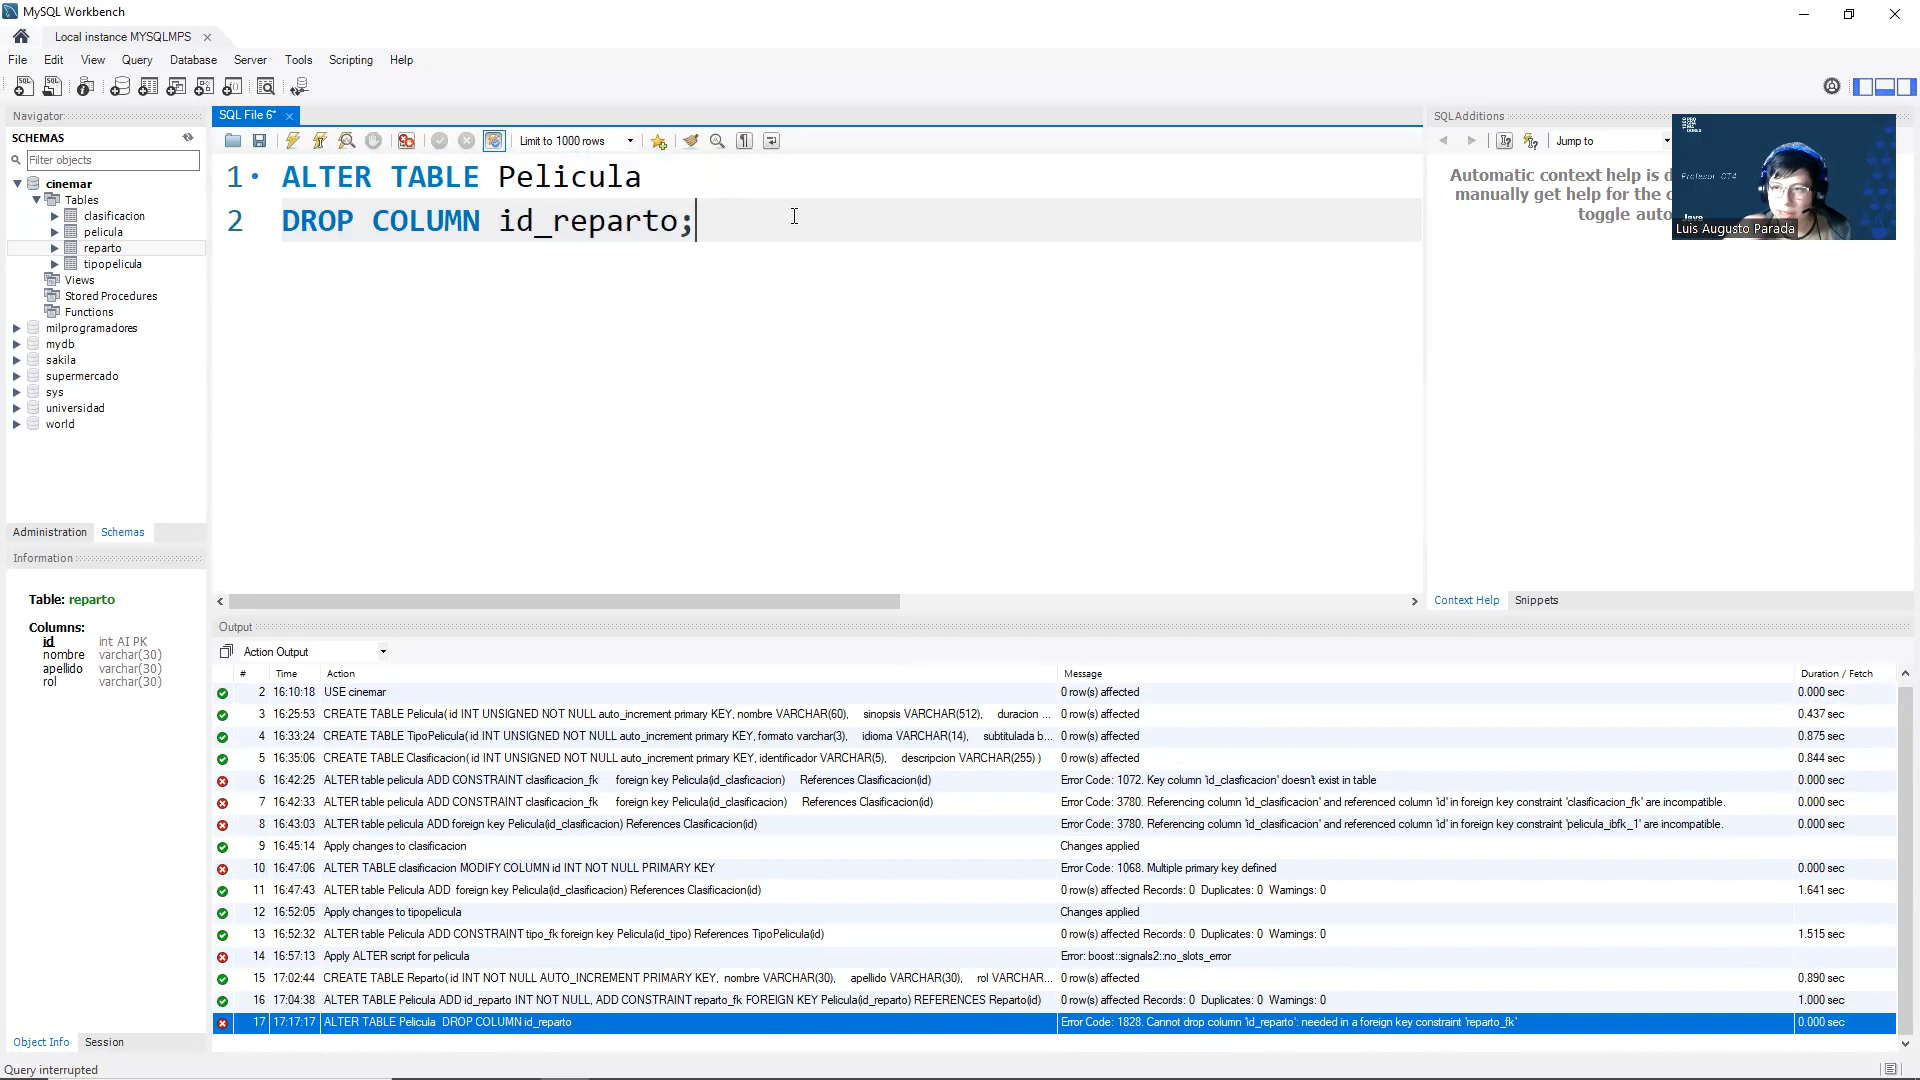 MySQL Workbench
Local instance MYSQLMPS
File Edit View Query Database Server Tools Scripting Help
Navigator
SCHEMAS
Filter objects
cinemar
Tables
clasificacion
pelicula
reparto
tipopelicula
Views
Stored Procedures
Functions
milprogramadores
mydb
sakila
supermercado
sys
universidad
world
Administration Schemas
Information
Table: reparto
Columns:
id int AI PK
nombre varchar(30)
apellido varchar(30)
rol varchar(30)
Object Info Session
Query interrupted
SQL File 6*
Limit to 1000 rows
1 ALTER TABLE Pelicula
2 DROP COLUMN id_reparto;
SQLAdditions
Jump to
Automatic context help is d
manually get help for the c
toggle auto
Profesor CT4
Java
Luis Augusto Parada
Context Help Snippets
Output
Action Output
# Time Action Message Duration / Fetch
2 16:10:18 USE cinemar 0 row(s) affected 0.000 sec
3 16:25:53 CREATE TABLE Pelicula( id INT UNSIGNED NOT NULL auto_increment primary KEY, nombre VARCHAR(60), sinopsis VARCHAR(512), duracion ... 0 row(s) affected 0.437 sec
4 16:33:24 CREATE TABLE TipoPelicula( id INT UNSIGNED NOT NULL auto_increment primary KEY, formato varchar(3), idioma VARCHAR(14), subtitulada b... 0 row(s) affected 0.875 sec
5 16:35:06 CREATE TABLE Clasificacion( id INT UNSIGNED NOT NULL auto_increment primary KEY, identificador VARCHAR(5), descripcion VARCHAR(255) ) 0 row(s) affected 0.844 sec
6 16:42:25 ALTER table pelicula ADD CONSTRAINT clasificacion_fk foreign key Pelicula(id_clasficacion) References Clasificacion(id) Error Code: 1072. Key column 'id_clasficacion' doesn't exist in table 0.000 sec
7 16:42:33 ALTER table pelicula ADD CONSTRAINT clasificacion_fk foreign key Pelicula(id_clasificacion) References Clasificacion(id) Error Code: 3780. Referencing column 'id_clasificacion' and referenced column 'id' in foreign key constraint 'clasificacion_fk' are incompatible. 0.000 sec
8 16:43:03 ALTER table pelicula ADD foreign key Pelicula(id_clasificacion) References Clasificacion(id) Error Code: 3780. Referencing column 'id_clasificacion' and referenced column 'id' in foreign key constraint 'pelicula_ibfk_1' are incompatible. 0.000 sec
9 16:45:14 Apply changes to clasificacion Changes applied
10 16:47:06 ALTER TABLE clasificacion MODIFY COLUMN id INT NOT NULL PRIMARY KEY Error Code: 1068. Multiple primary key defined 0.000 sec
11 16:47:43 ALTER table Pelicula ADD foreign key Pelicula(id_clasificacion) References Clasificacion(id) 0 row(s) affected Records: 0 Duplicates: 0 Warnings: 0 1.641 sec
12 16:52:05 Apply changes to tipopelicula Changes applied
13 16:52:32 ALTER table Pelicula ADD CONSTRAINT tipo_fk foreign key Pelicula(id_tipo) References TipoPelicula(id) 0 row(s) affected Records: 0 Duplicates: 0 Warnings: 0 1.515 sec
14 16:57:13 Apply ALTER script for pelicula Error: boost::signals2::no_slots_error
15 17:02:44 CREATE TABLE Reparto( id INT NOT NULL AUTO_INCREMENT PRIMARY KEY, nombre VARCHAR(30), apellido VARCHAR(30), rol VARCHAR... 0 row(s) affected 0.890 sec
16 17:04:38 ALTER TABLE Pelicula ADD id_reparto INT NOT NULL, ADD CONSTRAINT reparto_fk FOREIGN KEY Pelicula(id_reparto) REFERENCES Reparto(id) 0 row(s) affected Records: 0 Duplicates: 0 Warnings: 0 1.000 sec
17 17:17:17 ALTER TABLE Pelicula DROP COLUMN id_reparto Error Code: 1828. Cannot drop column 'id_reparto': needed in a foreign key constraint 'reparto_fk' 0.000 sec